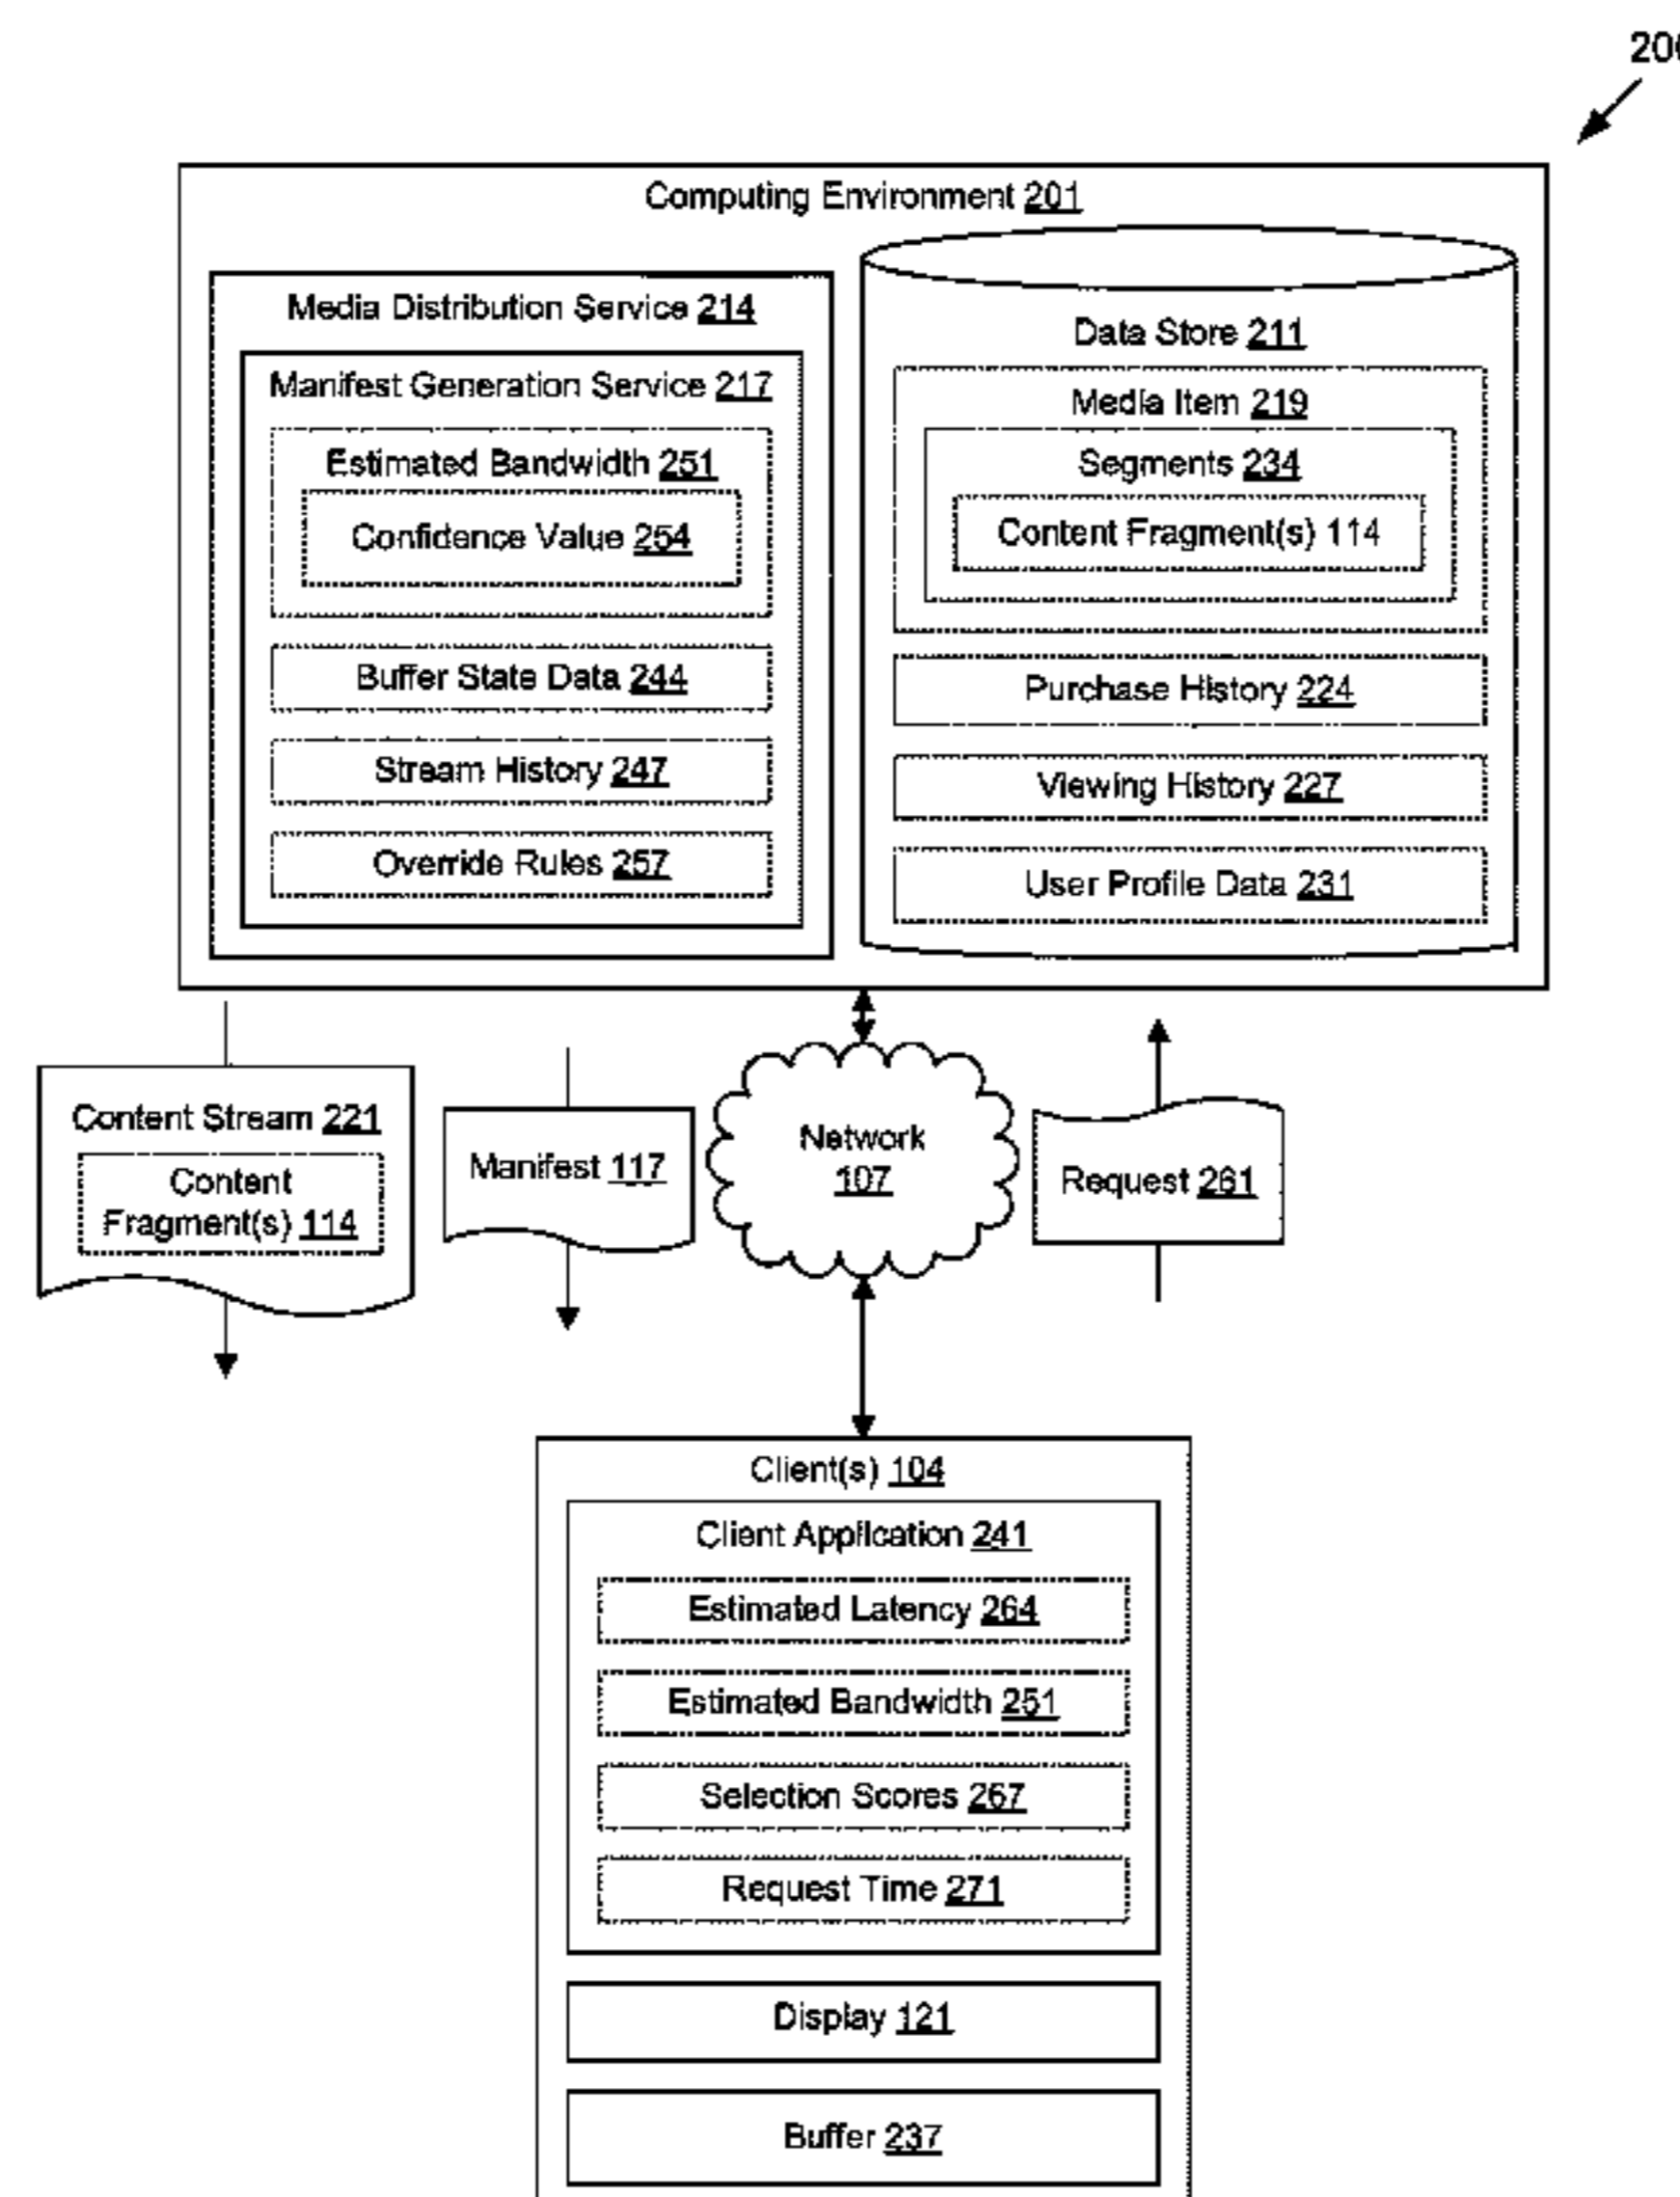 200
Computing Environment 201
Media Distribution Service 214
Manifest Generation Service 217
Estimated Bandwidth 251
Confidence Value 254
Buffer State Data 244
Stream History 247
Override Rules 257
Data Store 211
Media Item 219
Segments 234
Content Fragment(s) 114
Purchase History 224
Viewing History 227
User Profile Data 231
Content Stream 221
Content
Fragment(s) 114
Manifest 117
Network
107
Request 261
Client(s) 104
Client Application 241
Estimated Latency 264
Estimated Bandwidth 251
Selection Scores 267
Request Time 271
Display 121
Buffer 237